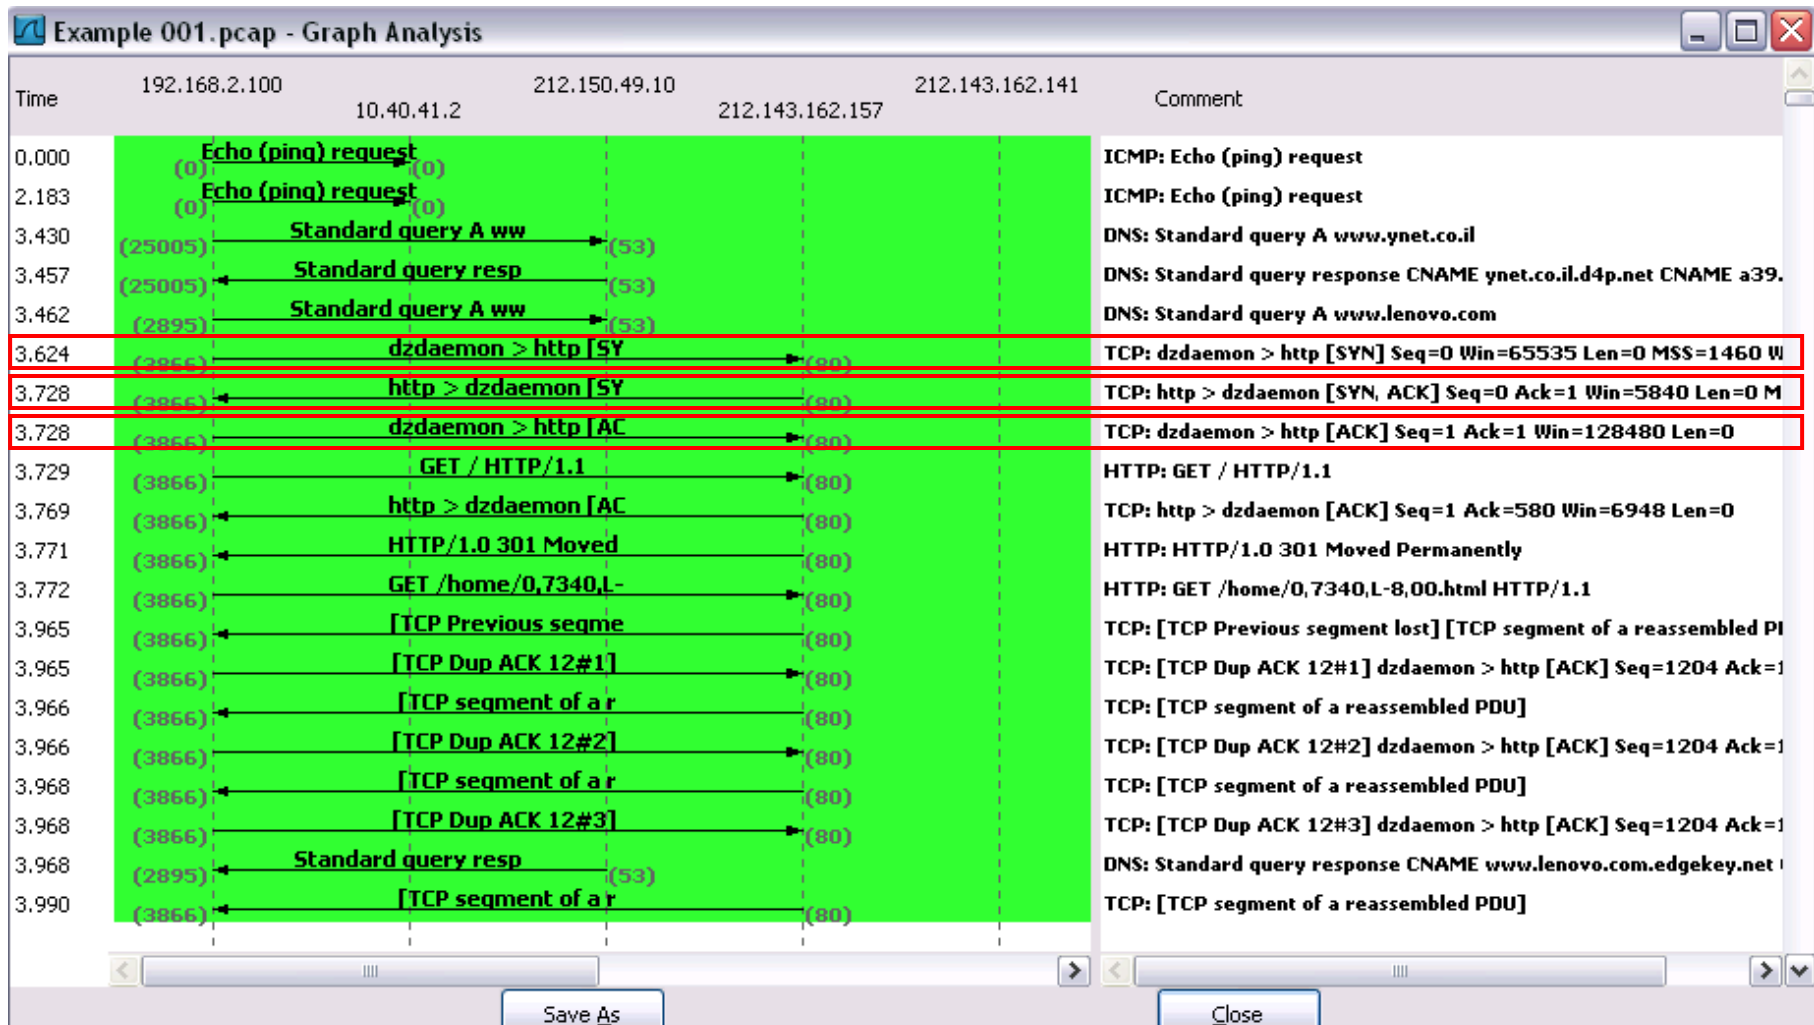 Example 001.pcap - Graph Analysis
Time 192.168.2.100 10.40.41.2 212.150.49.10 212.143.162.157 212.143.162.141 Comment
0.000 (0) Echo (ping) request (0) ICMP: Echo (ping) request
2.183 (0) Echo (ping) request (0) ICMP: Echo (ping) request
3.430 (25005) Standard query A ww (53) DNS: Standard query A www.ynet.co.il
3.457 (25005) Standard query resp (53) DNS: Standard query response CNAME ynet.co.il.d4p.net CNAME a39.
3.462 (2895) Standard query A ww (53) DNS: Standard query A www.lenovo.com
3.624 (3866) dzdaemon > http [SY (80) TCP: dzdaemon > http [SYN] Seq=0 Win=65535 Len=0 MSS=1460 W
3.728 (3866) http > dzdaemon [SY (80) TCP: http > dzdaemon [SYN, ACK] Seq=0 Ack=1 Win=5840 Len=0 M
3.728 (3866) dzdaemon > http [AC (80) TCP: dzdaemon > http [ACK] Seq=1 Ack=1 Win=128480 Len=0
3.729 (3866) GET / HTTP/1.1 (80) HTTP: GET / HTTP/1.1
3.769 (3866) http > dzdaemon [AC (80) TCP: http > dzdaemon [ACK] Seq=1 Ack=580 Win=6948 Len=0
3.771 (3866) HTTP/1.0 301 Moved (80) HTTP: HTTP/1.0 301 Moved Permanently
3.772 (3866) GET /home/0,7340,L- (80) HTTP: GET /home/0,7340,L-8,00.html HTTP/1.1
3.965 (3866) [TCP Previous segme (80) TCP: [TCP Previous segment lost] [TCP segment of a reassembled P
3.965 (3866) [TCP Dup ACK 12#1] (80) TCP: [TCP Dup ACK 12#1] dzdaemon > http [ACK] Seq=1204 Ack=1
3.966 (3866) [TCP segment of a r (80) TCP: [TCP segment of a reassembled PDU]
3.966 (3866) [TCP Dup ACK 12#2] (80) TCP: [TCP Dup ACK 12#2] dzdaemon > http [ACK] Seq=1204 Ack=1
3.968 (3866) [TCP segment of a r (80) TCP: [TCP segment of a reassembled PDU]
3.968 (3866) [TCP Dup ACK 12#3] (80) TCP: [TCP Dup ACK 12#3] dzdaemon > http [ACK] Seq=1204 Ack=1
3.968 (2895) Standard query resp (53) DNS: Standard query response CNAME www.lenovo.com.edgekey.net
3.990 (3866) [TCP segment of a r (80) TCP: [TCP segment of a reassembled PDU]
Save As Close